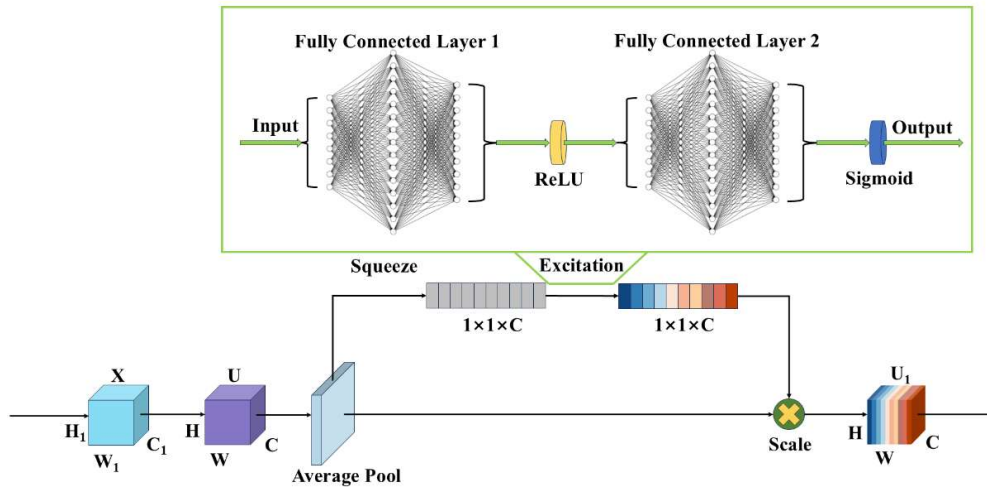 Fully Connected Layer 1
Fully Connected Layer 2
Input
ReLU
Sigmoid
Output
Squeeze
Excitation
1×1×C
1×1×C
X
H₁
W₁
C₁
U
H
W
C
Average Pool
Scale
U₁
H
W
C